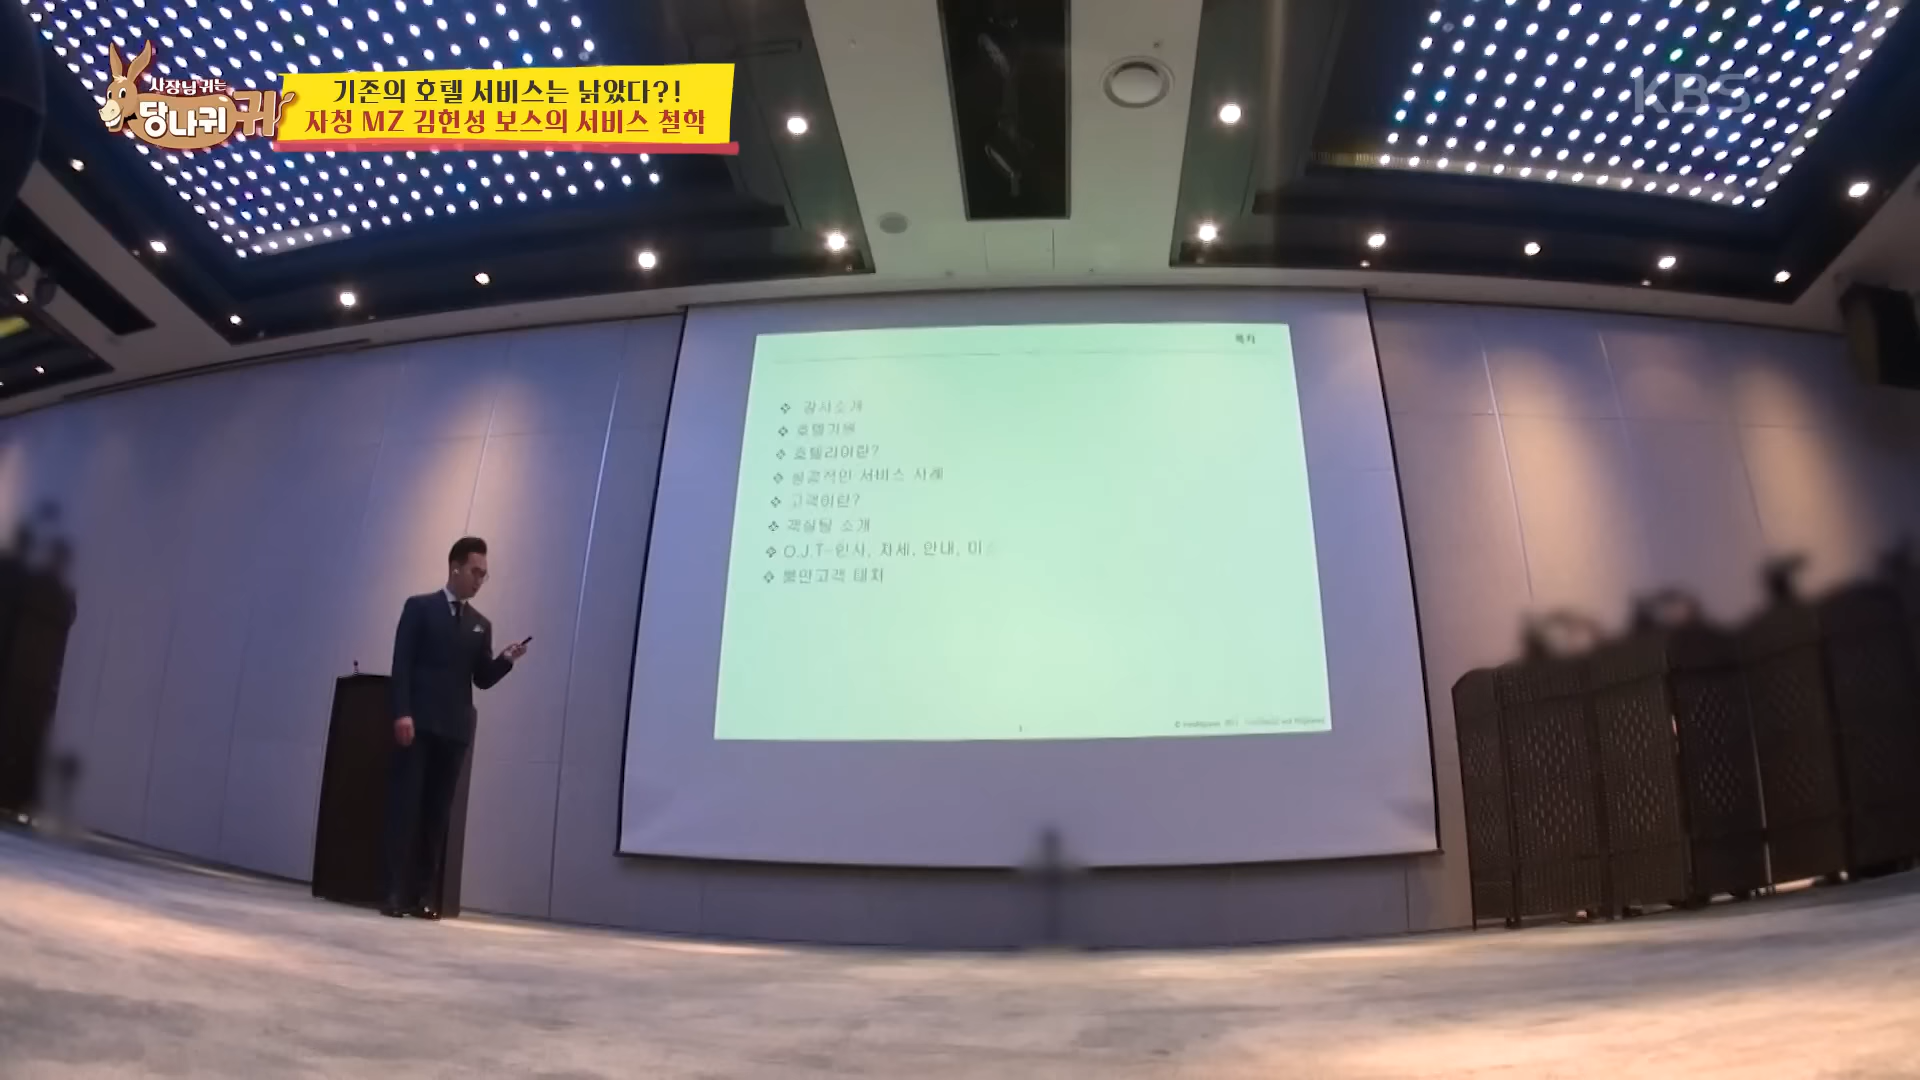 사장님 귀는
당나귀 귀
기존의 호텔 서비스는 낡았다?!
자칭 MZ 김헌성 보스의 서비스 철학
KBS
목차
강사소개
호텔기원
호텔리어란?
성공적인 서비스 사례
고객이란?
객실팀 소개
O.J.T-인사, 자세, 안내, 미소
불만고객 대처